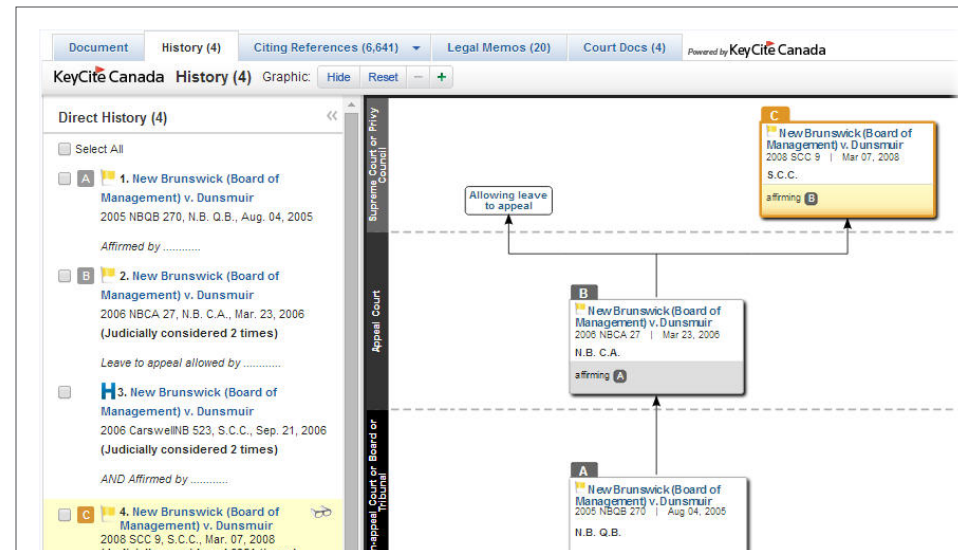 Document
History (4)
Citing References (6,641)
Legal Memos (20)
Court Docs (4)
Powered by KeyCite Canada
KeyCite Canada History (4) Graphic: Hide Reset − +
Direct History (4)
Select All
A 1. New Brunswick (Board of
Management) v. Dunsmuir
2005 NBQB 270, N.B. Q.B., Aug. 04, 2005
Affirmed by ............
B 2. New Brunswick (Board of
Management) v. Dunsmuir
2006 NBCA 27, N.B. C.A., Mar. 23, 2006
(Judicially considered 2 times)
Leave to appeal allowed by ............
H 3. New Brunswick (Board of
Management) v. Dunsmuir
2006 CarswellNB 523, S.C.C., Sep. 21, 2006
(Judicially considered 2 times)
AND Affirmed by ............
C 4. New Brunswick (Board of
Management) v. Dunsmuir
2008 SCC 9, S.C.C., Mar. 07, 2008
Supreme Court or Privy
Council
Allowing leave
to appeal
C
New Brunswick (Board of
Management) v. Dunsmuir
2008 SCC 9 | Mar 07, 2008
S.C.C.
affirming B
Appeal Court
B
New Brunswick (Board of
Management) v. Dunsmuir
2006 NBCA 27 | Mar 23, 2006
N.B. C.A.
affirming A
n-appeal Court or Board or
Tribunal
A
New Brunswick (Board of
Management) v. Dunsmuir
2005 NBQB 270 | Aug 04, 2005
N.B. Q.B.